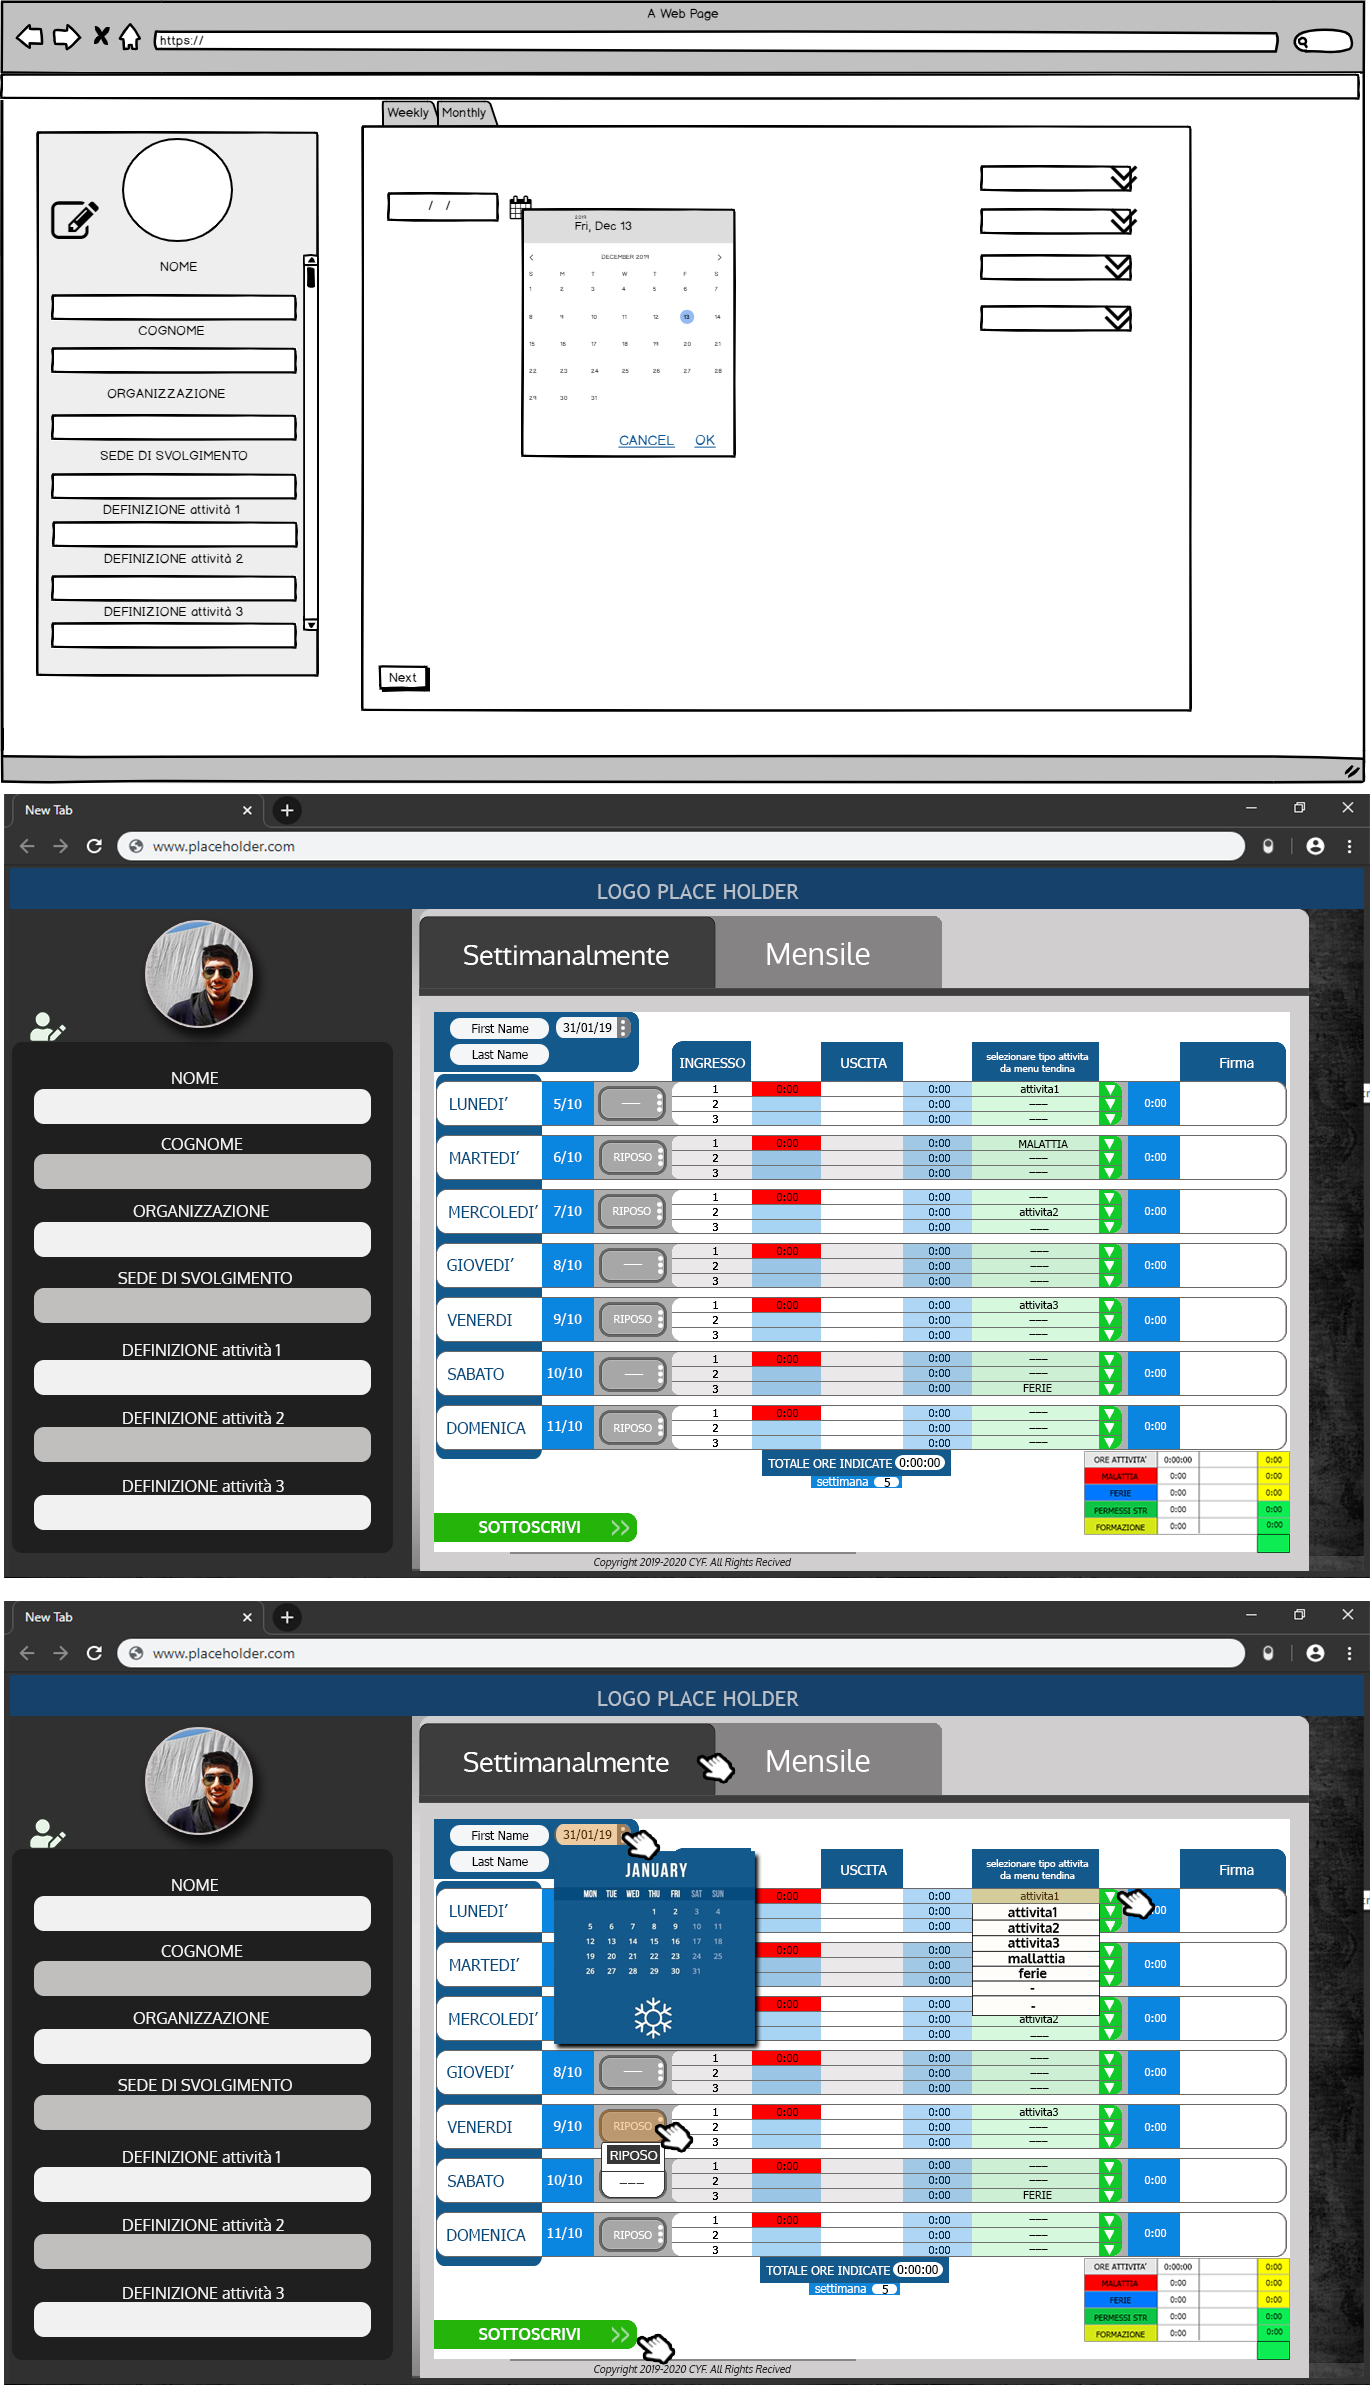 A Web Page
https://
Weekly Monthly
/ /
2019
Fri, Dec 13
DECEMBER 2019
S M T W T F S
1 2 3 4 5 6 7
8 9 10 11 12 13 14
15 16 17 18 19 20 21
22 23 24 25 26 27 28
29 30 31
CANCEL OK
NOME
COGNOME
ORGANIZZAZIONE
SEDE DI SVOLGIMENTO
DEFINIZIONE attività 1
DEFINIZIONE attività 2
DEFINIZIONE attività 3
Next
New Tab
www.placeholder.com
LOGO PLACE HOLDER
NOME
COGNOME
ORGANIZZAZIONE
SEDE DI SVOLGIMENTO
DEFINIZIONE attività 1
DEFINIZIONE attività 2
DEFINIZIONE attività 3
Settimanalmente Mensile
First Name 31/01/19
Last Name
INGRESSO USCITA selezionare tipo attivita da menu tendina Firma
LUNEDI' 5/10 --- 1 0:00 0:00 attivita1 0:00
2 0:00 ---
3 0:00 ---
MARTEDI' 6/10 RIPOSO 1 0:00 0:00 MALATTIA 0:00
2 0:00 ---
3 0:00 ---
MERCOLEDI' 7/10 RIPOSO 1 0:00 0:00 --- 0:00
2 0:00 attivita2
3 0:00 ---
GIOVEDI' 8/10 --- 1 0:00 0:00 --- 0:00
2 0:00 ---
3 0:00 ---
VENERDI 9/10 RIPOSO 1 0:00 0:00 attivita3 0:00
2 0:00 ---
3 0:00 ---
SABATO 10/10 --- 1 0:00 0:00 --- 0:00
2 0:00 ---
3 0:00 FERIE
DOMENICA 11/10 RIPOSO 1 0:00 0:00 --- 0:00
2 0:00 ---
3 0:00 ---
TOTALE ORE INDICATE 0:00:00
settimana 5
ORE ATTIVITA' 0:00:00 0:00
MALATTIA 0:00 0:00
FERIE 0:00 0:00
PERMESSI STR 0:00 0:00
FORMAZIONE 0:00 0:00
SOTTOSCRIVI >>
Copyright 2019-2020 CYF. All Rights Recived
New Tab
www.placeholder.com
LOGO PLACE HOLDER
NOME
COGNOME
ORGANIZZAZIONE
SEDE DI SVOLGIMENTO
DEFINIZIONE attività 1
DEFINIZIONE attività 2
DEFINIZIONE attività 3
Settimanalmente Mensile
First Name 31/01/19
Last Name
JANUARY
MON TUE WED THU FRI SAT SUN
1 2 3 4
5 6 7 8 9 10 11
12 13 14 15 16 17 18
19 20 21 22 23 24 25
26 27 28 29 30 31
USCITA selezionare tipo attivita da menu tendina Firma
LUNEDI' 0:00 0:00 attivita1 :00
0:00
0:00
attivita1
attivita2
attivita3
mallattia
ferie
-
-
MARTEDI' 0:00 0:00 0:00
0:00
0:00
MERCOLEDI' 0:00 0:00 0:00
0:00 attivita2
0:00 ---
GIOVEDI' 8/10 --- 1 0:00 0:00 --- 0:00
2 0:00 ---
3 0:00 ---
VENERDI 9/10 RIPOSO 1 0:00 0:00 attivita3 0:00
2 0:00 ---
3 0:00 ---
RIPOSO
---
SABATO 10/10 1 0:00 0:00 --- 0:00
2 0:00 ---
3 0:00 FERIE
DOMENICA 11/10 RIPOSO 1 0:00 0:00 --- 0:00
2 0:00 ---
3 0:00 ---
TOTALE ORE INDICATE 0:00:00
settimana 5
ORE ATTIVITA' 0:00:00 0:00
MALATTIA 0:00 0:00
FERIE 0:00 0:00
PERMESSI STR 0:00 0:00
FORMAZIONE 0:00 0:00
SOTTOSCRIVI >>
Copyright 2019-2020 CYF. All Rights Recived